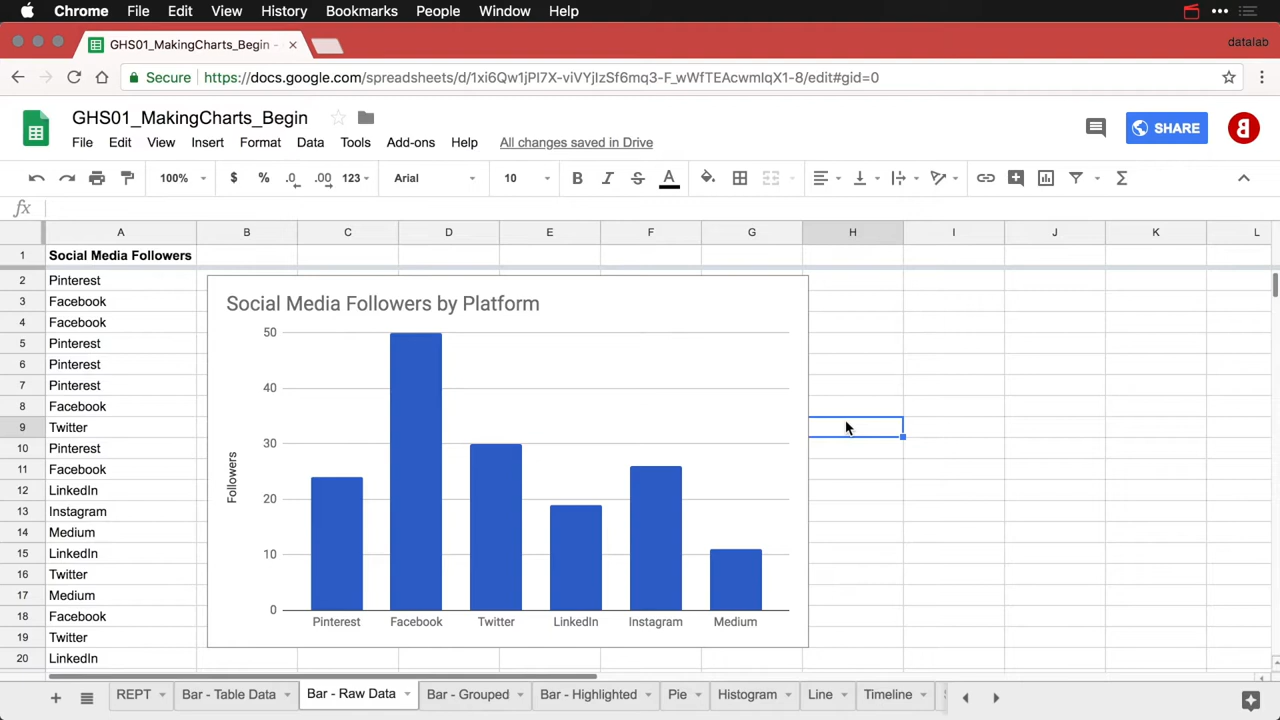 Chrome File Edit View History Bookmarks People Window Help
GHS01_MakingCharts_Begin - × datalab
Secure https://docs.google.com/spreadsheets/d/1xi6Qw1jPl7X-viVYjIzSf6mq3-F_wWfTEAcwmIqX1-8/edit#gid=0
GHS01_MakingCharts_Begin
File Edit View Insert Format Data Tools Add-ons Help All changes saved in Drive
SHARE
100% $ % .0 .00 123 Arial 10 B I S A Σ
fx
A B C D E F G H I J K L
1 Social Media Followers
2 Pinterest
3 Facebook
4 Facebook
5 Pinterest
6 Pinterest
7 Pinterest
8 Facebook
9 Twitter
10 Pinterest
11 Facebook
12 LinkedIn
13 Instagram
14 Medium
15 LinkedIn
16 Twitter
17 Medium
18 Facebook
19 Twitter
20 LinkedIn
Social Media Followers by Platform
50
40
30
20
10
0
Followers
Pinterest Facebook Twitter LinkedIn Instagram Medium
+ REPT Bar - Table Data Bar - Raw Data Bar - Grouped Bar - Highlighted Pie Histogram Line Timeline